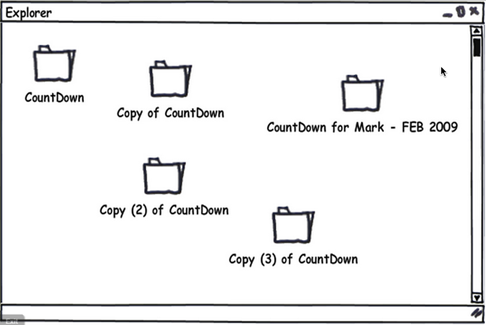 Explorer
CountDown
Copy of CountDown
CountDown for Mark - FEB 2009
Copy (2) of CountDown
Copy (3) of CountDown